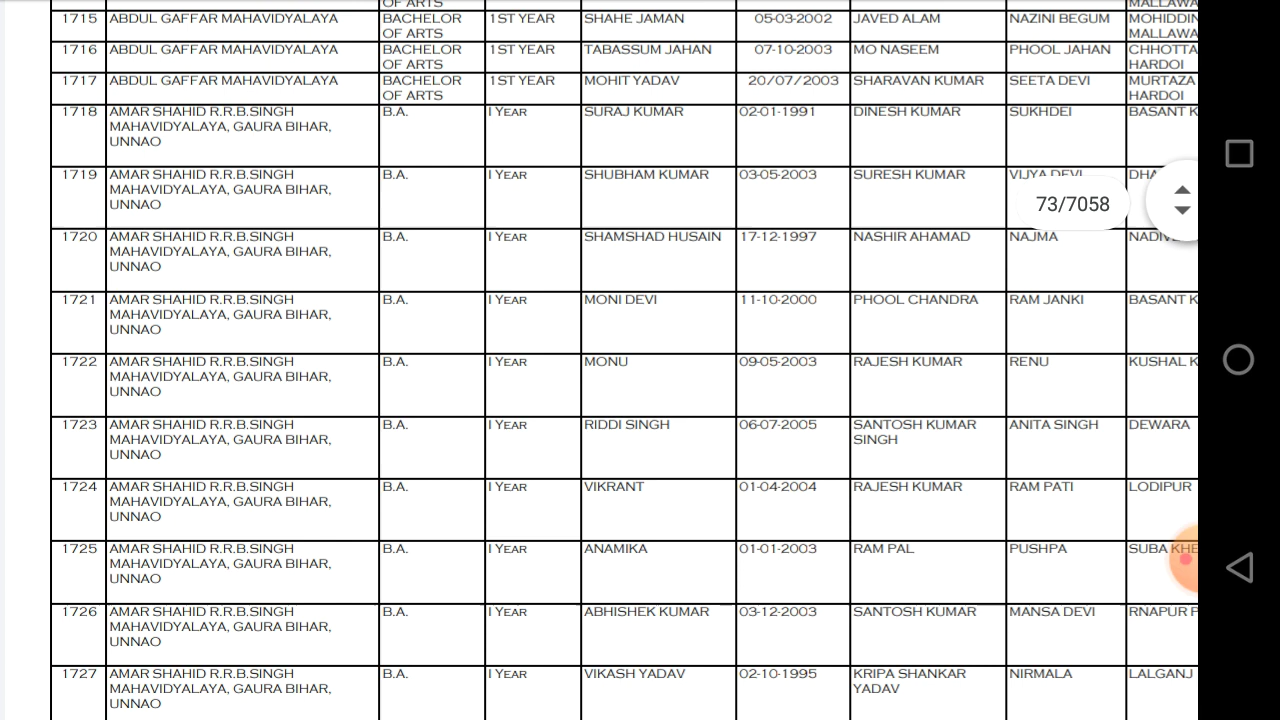 OF ARTS
MALLAWA
1715 ABDUL GAFFAR MAHAVIDYALAYA BACHELOR 1ST YEAR SHAHE JAMAN 05-03-2002 JAVED ALAM NAZINI BEGUM MOHIDDIN
OF ARTS MALLAWA
1716 ABDUL GAFFAR MAHAVIDYALAYA BACHELOR 1ST YEAR TABASSUM JAHAN 07-10-2003 MO NASEEM PHOOL JAHAN CHHOTTA
OF ARTS HARDOI
1717 ABDUL GAFFAR MAHAVIDYALAYA BACHELOR 1ST YEAR MOHIT YADAV 20/07/2003 SHARAVAN KUMAR SEETA DEVI MURTAZA
OF ARTS HARDOI
1718 AMAR SHAHID R.R.B.SINGH B.A. I YEAR SURAJ KUMAR 02-01-1991 DINESH KUMAR SUKHDEI BASANT K
MAHAVIDYALAYA, GAURA BIHAR,
UNNAO
1719 AMAR SHAHID R.R.B.SINGH B.A. I YEAR SHUBHAM KUMAR 03-05-2003 SURESH KUMAR VIJYA DEVI DHA
MAHAVIDYALAYA, GAURA BIHAR,
UNNAO
73/7058
1720 AMAR SHAHID R.R.B.SINGH B.A. I YEAR SHAMSHAD HUSAIN 17-12-1997 NASHIR AHAMAD NAJMA
MAHAVIDYALAYA, GAURA BIHAR,
UNNAO
1721 AMAR SHAHID R.R.B.SINGH B.A. I YEAR MONI DEVI 11-10-2000 PHOOL CHANDRA RAM JANKI BASANT K
MAHAVIDYALAYA, GAURA BIHAR,
UNNAO
1722 AMAR SHAHID R.R.B.SINGH B.A. I YEAR MONU 09-05-2003 RAJESH KUMAR RENU KUSHAL K
MAHAVIDYALAYA, GAURA BIHAR,
UNNAO
1723 AMAR SHAHID R.R.B.SINGH B.A. I YEAR RIDDI SINGH 06-07-2005 SANTOSH KUMAR ANITA SINGH DEWARA
MAHAVIDYALAYA, GAURA BIHAR, SINGH
UNNAO
1724 AMAR SHAHID R.R.B.SINGH B.A. I YEAR VIKRANT 01-04-2004 RAJESH KUMAR RAM PATI LODIPUR
MAHAVIDYALAYA, GAURA BIHAR,
UNNAO
1725 AMAR SHAHID R.R.B.SINGH B.A. I YEAR ANAMIKA 01-01-2003 RAM PAL PUSHPA SUBA KHE
MAHAVIDYALAYA, GAURA BIHAR,
UNNAO
1726 AMAR SHAHID R.R.B.SINGH B.A. I YEAR ABHISHEK KUMAR 03-12-2003 SANTOSH KUMAR MANSA DEVI RNAPUR P
MAHAVIDYALAYA, GAURA BIHAR,
UNNAO
1727 AMAR SHAHID R.R.B.SINGH B.A. I YEAR VIKASH YADAV 02-10-1995 KRIPA SHANKAR NIRMALA LALGANJ
MAHAVIDYALAYA, GAURA BIHAR, YADAV
UNNAO